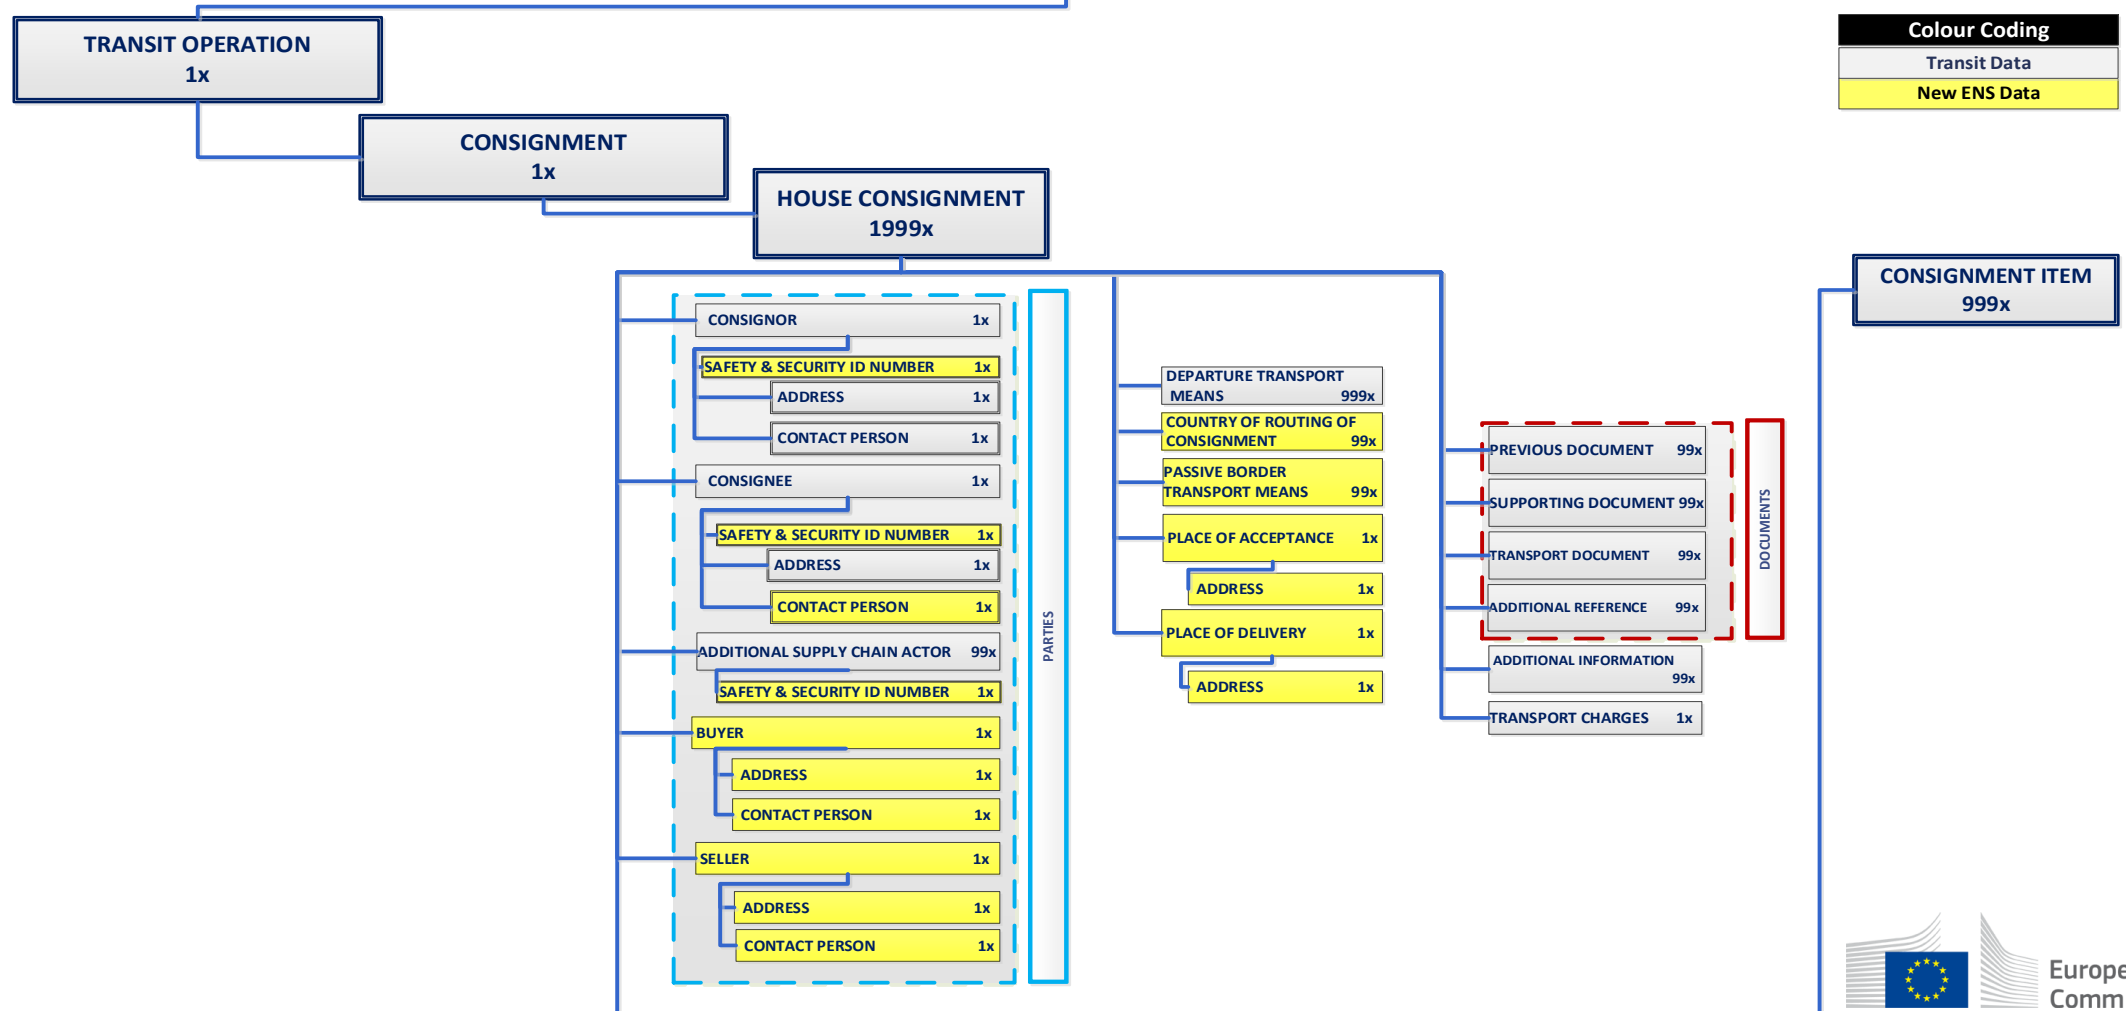 TRANSIT OPERATION
1x
CONSIGNMENT
1x
HOUSE CONSIGNMENT
1999x
Colour Coding
Transit Data
New ENS Data
CONSIGNMENT ITEM
999x
CONSIGNOR 1x
SAFETY & SECURITY ID NUMBER 1x
ADDRESS 1x
CONTACT PERSON 1x
CONSIGNEE 1x
SAFETY & SECURITY ID NUMBER 1x
ADDRESS 1x
CONTACT PERSON 1x
ADDITIONAL SUPPLY CHAIN ACTOR 99x
SAFETY & SECURITY ID NUMBER 1x
BUYER 1x
ADDRESS 1x
CONTACT PERSON 1x
SELLER 1x
ADDRESS 1x
CONTACT PERSON 1x
PARTIES
DEPARTURE TRANSPORT
MEANS 999x
COUNTRY OF ROUTING OF
CONSIGNMENT 99x
PASSIVE BORDER
TRANSPORT MEANS 99x
PLACE OF ACCEPTANCE 1x
ADDRESS 1x
PLACE OF DELIVERY 1x
ADDRESS 1x
PREVIOUS DOCUMENT 99x
SUPPORTING DOCUMENT 99x
TRANSPORT DOCUMENT 99x
ADDITIONAL REFERENCE 99x
DOCUMENTS
ADDITIONAL INFORMATION
99x
TRANSPORT CHARGES 1x
Europe
Comm